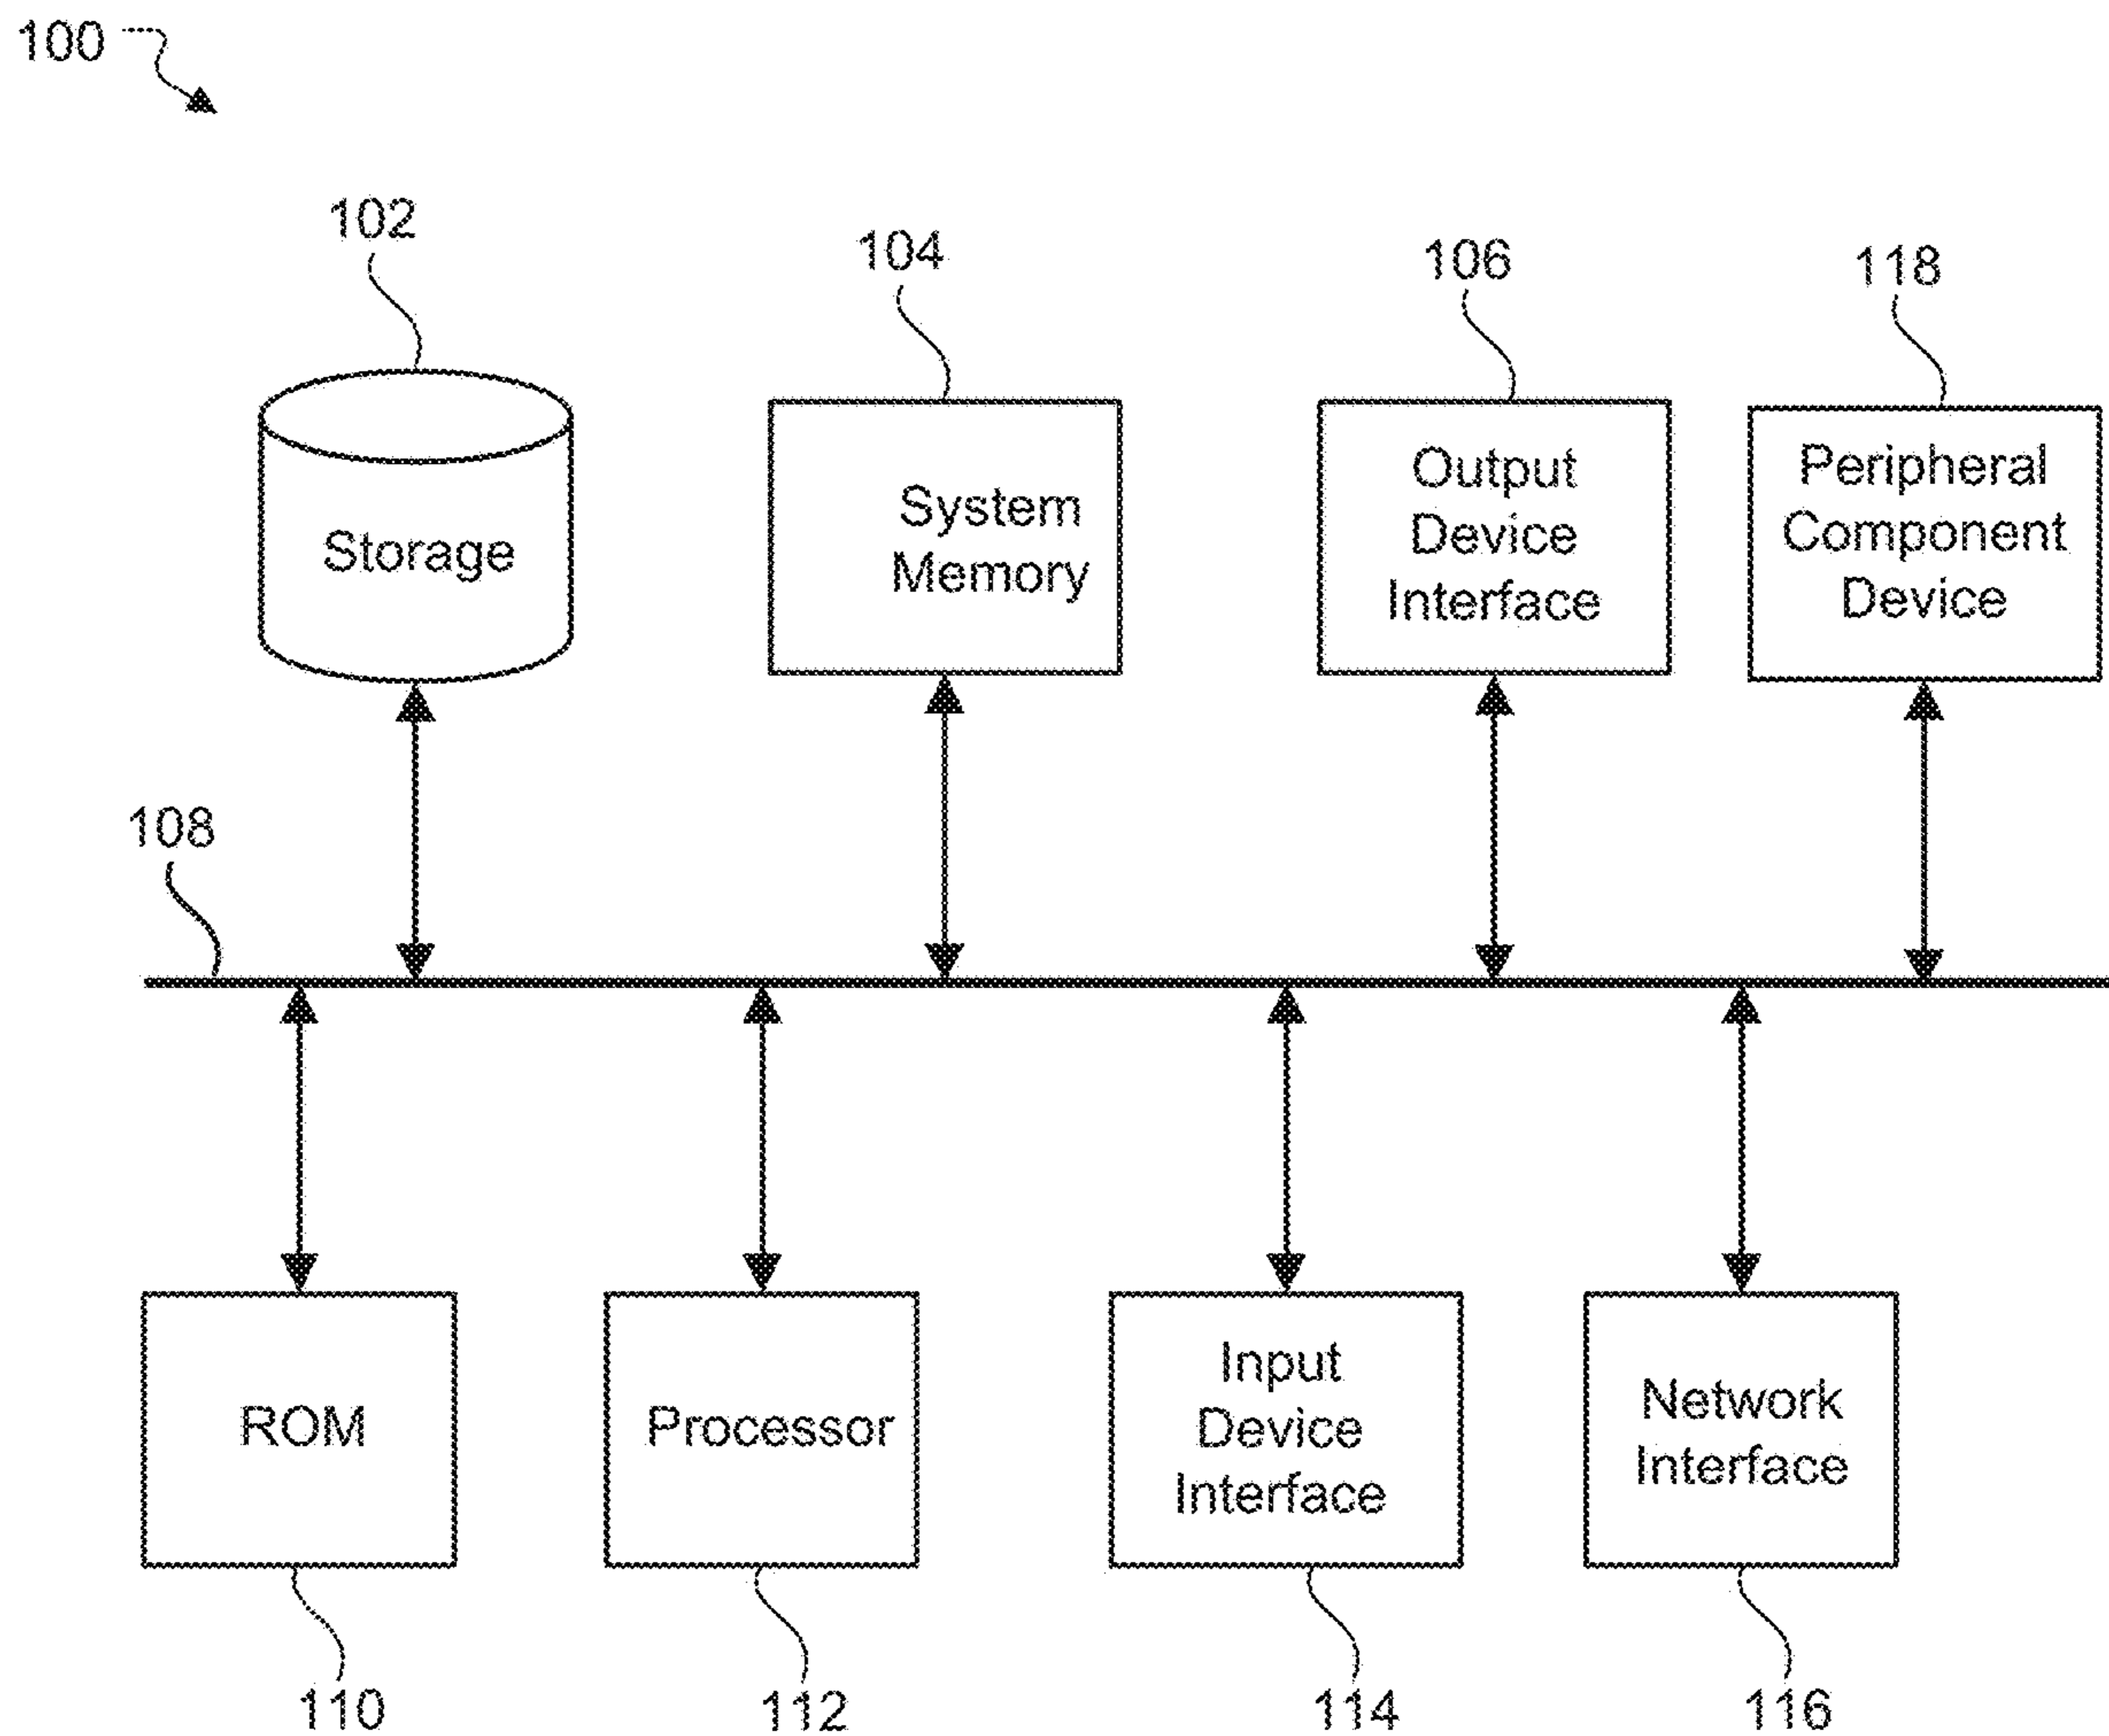 100
102
104
106
118
Storage
System
Memory
Output
Device
Interface
Peripheral
Component
Device
108
ROM
Processor
Input
Device
Interface
Network
Interface
110
112
114
116